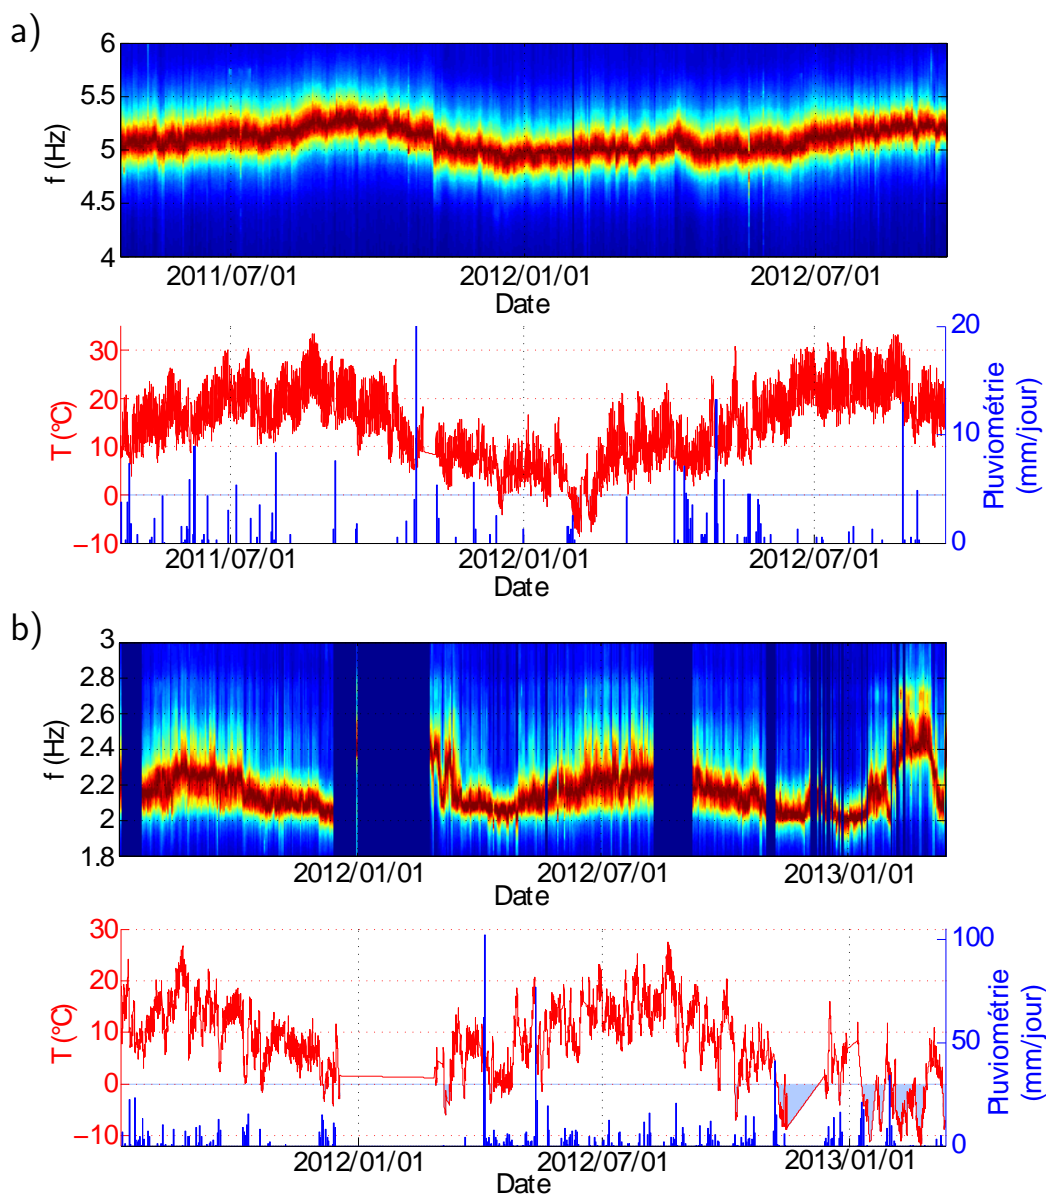 a)
6
5.5
5
4.5
4
f (Hz)
2011/07/01
2012/01/01
2012/07/01
Date
30
20
10
0
−10
T (°C)
20
10
0
Pluviométrie
(mm/jour)
2011/07/01
2012/01/01
2012/07/01
Date
b)
3
2.8
2.6
2.4
2.2
2
1.8
f (Hz)
2012/01/01
2012/07/01
2013/01/01
Date
30
20
10
0
−10
T (°C)
100
50
0
Pluviométrie
(mm/jour)
2012/01/01
2012/07/01
2013/01/01
Date